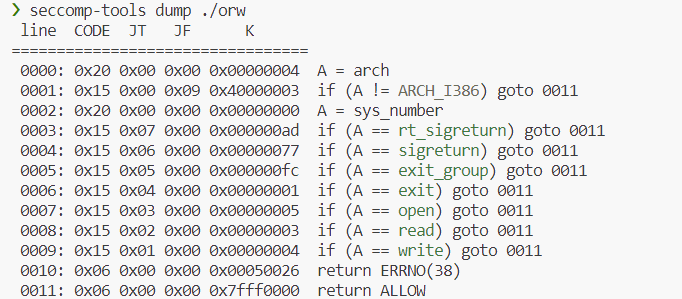 ❯ seccomp-tools dump ./orw
line CODE JT JF K
=================================
0000: 0x20 0x00 0x00 0x00000004 A = arch
0001: 0x15 0x00 0x09 0x40000003 if (A != ARCH_I386) goto 0011
0002: 0x20 0x00 0x00 0x00000000 A = sys_number
0003: 0x15 0x07 0x00 0x000000ad if (A == rt_sigreturn) goto 0011
0004: 0x15 0x06 0x00 0x00000077 if (A == sigreturn) goto 0011
0005: 0x15 0x05 0x00 0x000000fc if (A == exit_group) goto 0011
0006: 0x15 0x04 0x00 0x00000001 if (A == exit) goto 0011
0007: 0x15 0x03 0x00 0x00000005 if (A == open) goto 0011
0008: 0x15 0x02 0x00 0x00000003 if (A == read) goto 0011
0009: 0x15 0x01 0x00 0x00000004 if (A == write) goto 0011
0010: 0x06 0x00 0x00 0x00050026 return ERRNO(38)
0011: 0x06 0x00 0x00 0x7fff0000 return ALLOW